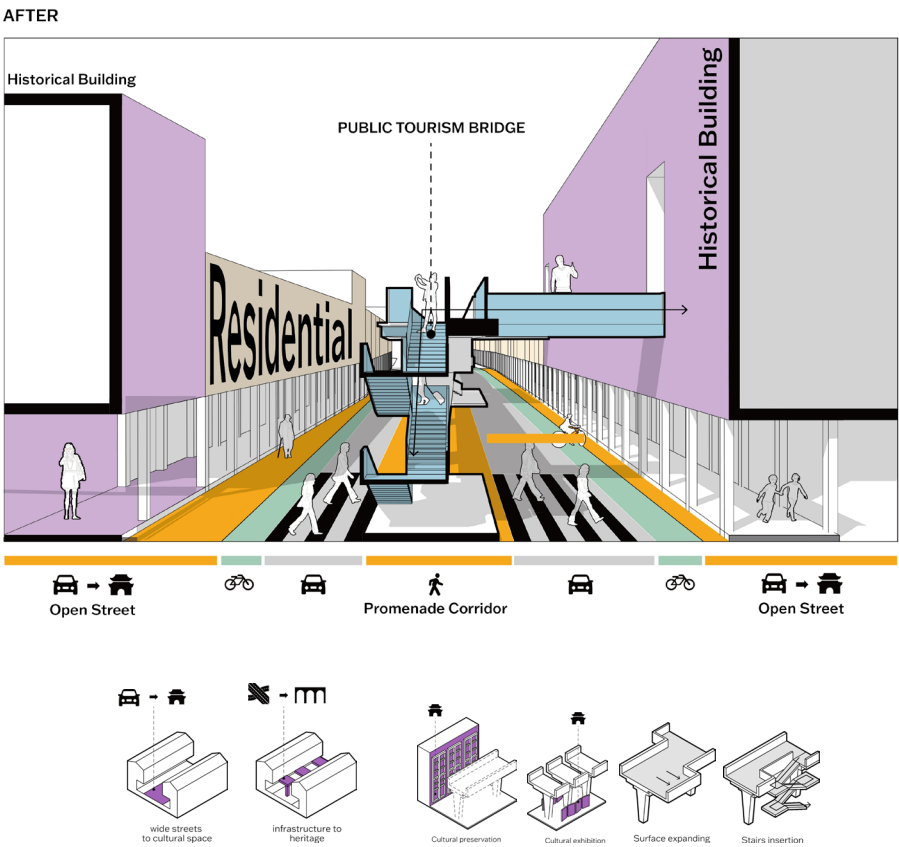 AFTER
Historical Building
PUBLIC TOURISM BRIDGE
Historical Building
Residential
Open Street
Promenade Corridor
Open Street
wide streets
to cultural space
infrastructure to
heritage
Cultural preservation
Cultural exhibition
Surface expanding
Stairs insertion